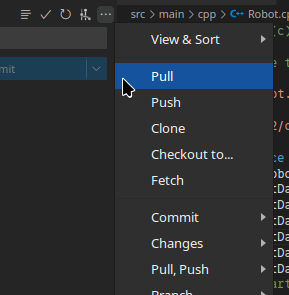 src > main > cpp > C++ Robot.cp
View & Sort
mit
Pull
Push
Clone
Checkout to...
Fetch
Commit
Changes
Pull, Push
Branch